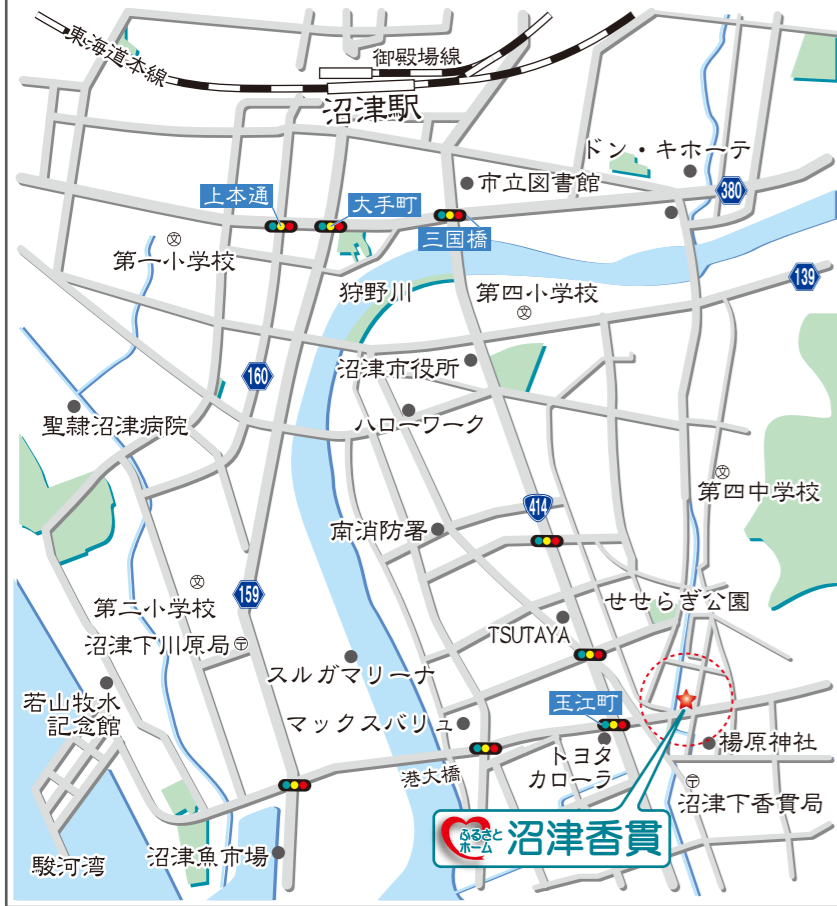 東海道本線
御殿場線
沼津駅
ドン・キホーテ
市立図書館
380
上本通
大手町
三国橋
第一小学校
文
狩野川
第四小学校
文
139
沼津市役所
160
ハローワーク
聖隷沼津病院
文
第四中学校
414
南消防署
文
第二小学校
159
せせらぎ公園
TSUTAYA
沼津下川原局〒
スルガマリーナ
若山牧水
記念館
玉江町
マックスバリュ
トヨタ
カローラ
楊原神社
港大橋
〒
沼津下香貫局
ふるさと
ホーム
沼津香貫
駿河湾
沼津魚市場